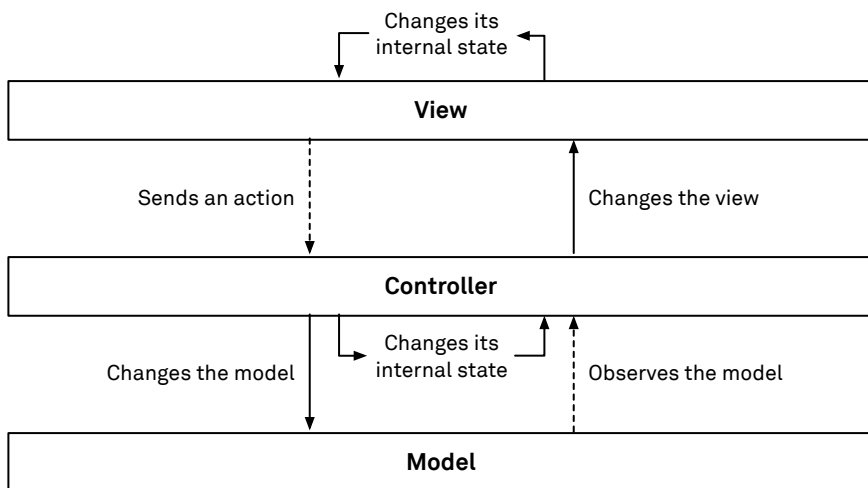 Changes its
internal state
View
Sends an action
Changes the view
Controller
Changes its
internal state
Changes the model
Observes the model
Model